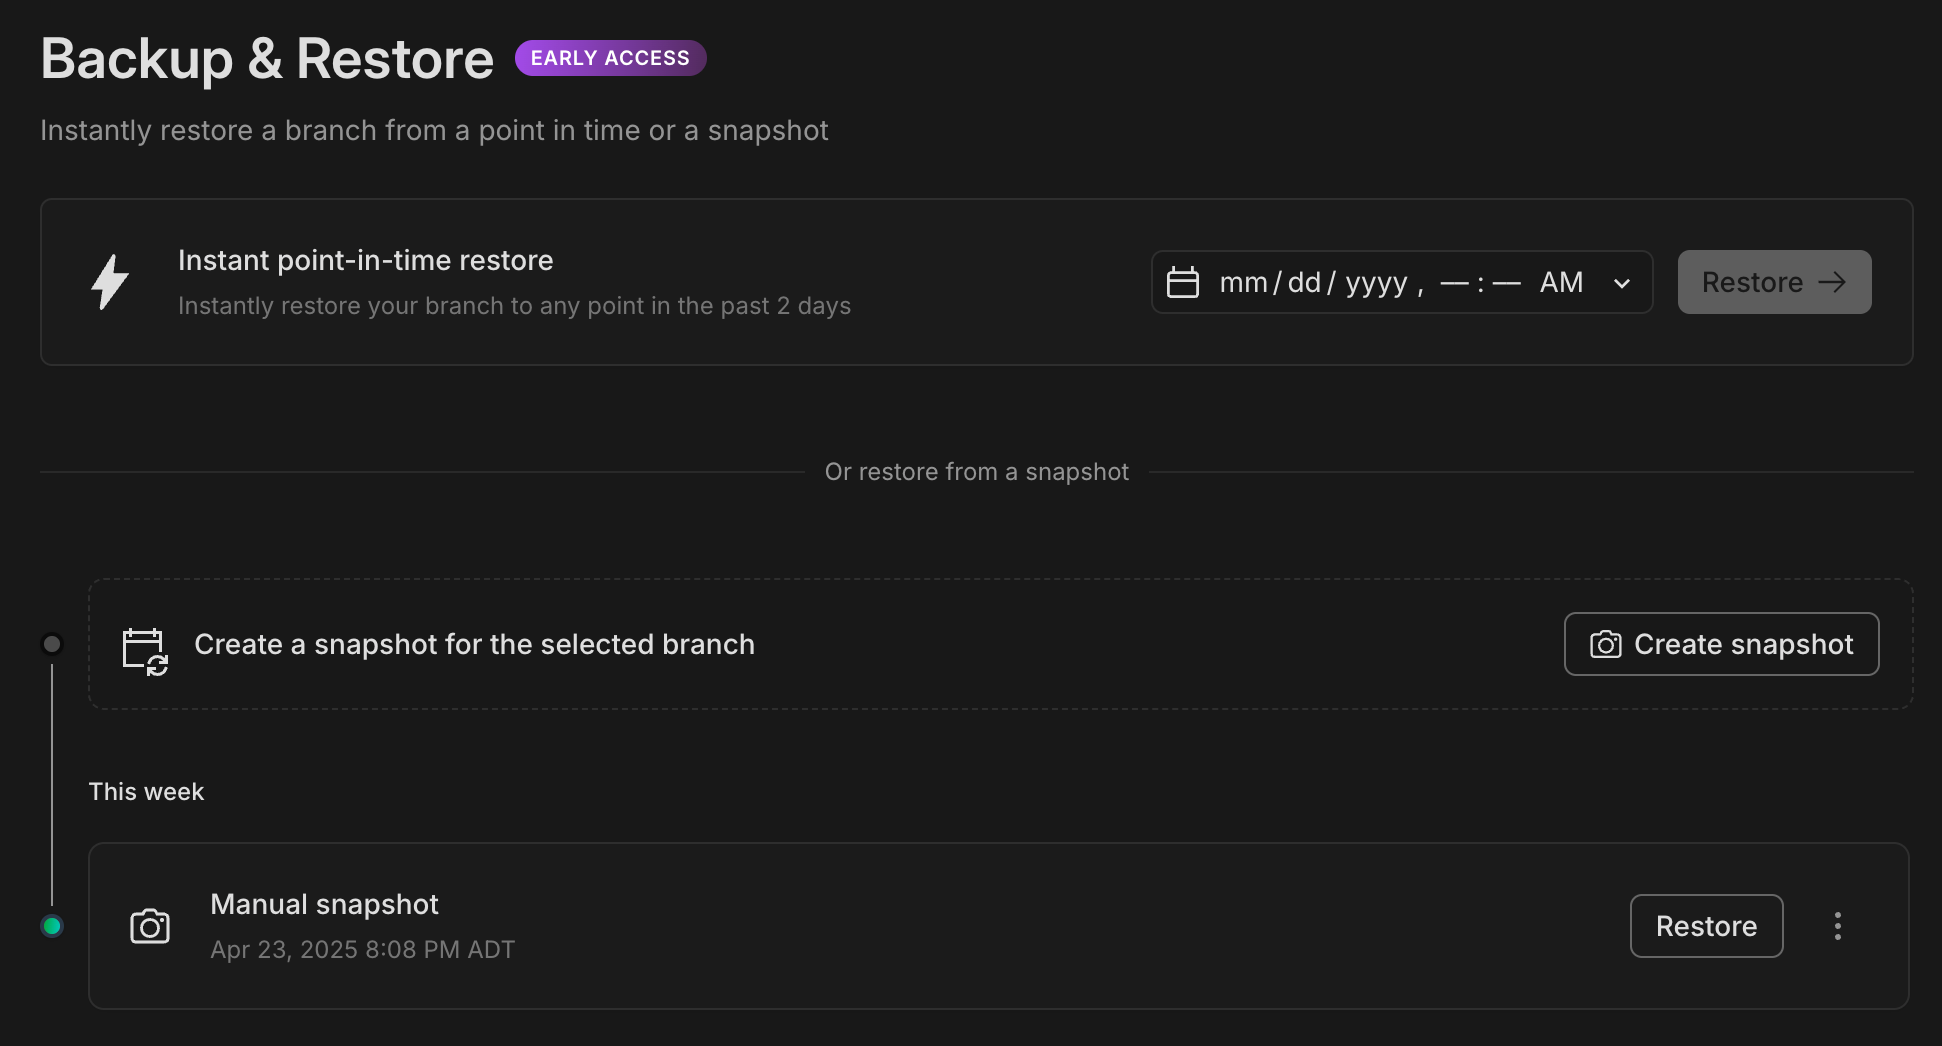 Backup & Restore EARLY ACCESS
Instantly restore a branch from a point in time or a snapshot
Instant point-in-time restore
Instantly restore your branch to any point in the past 2 days
mm/dd/yyyy, ––:–– AM
Restore →
Or restore from a snapshot
Create a snapshot for the selected branch
Create snapshot
This week
Manual snapshot
Apr 23, 2025 8:08 PM ADT
Restore